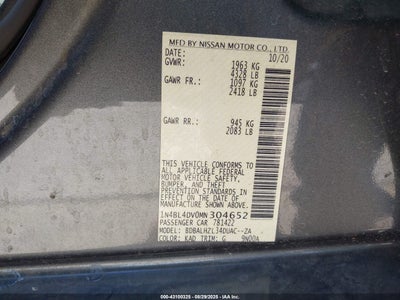 MFD BY NISSAN MOTOR CO., LTD.
DATE: 10/20
GVWR: 1963 KG
4328 LB
GAWR FR.: 1097 KG
2418 LB
GAWR RR.: 945 KG
2083 LB
THIS VEHICLE CONFORMS TO
ALL APPLICABLE FEDERAL
MOTOR VEHICLE SAFETY,
BUMPER, AND THEFT
PREVENTION STANDARDS IN
EFFECT ON THE DATE OF
MANUFACTURE SHOWN ABOVE.
1N4BL4DV0MN304652
PASSENGER CAR 781422
MODEL: BDBALHZL34DUAC--ZA
COLOR: KAD TRIM: G 9N00A
00-43100325 - 08/29/2025 - IAAI